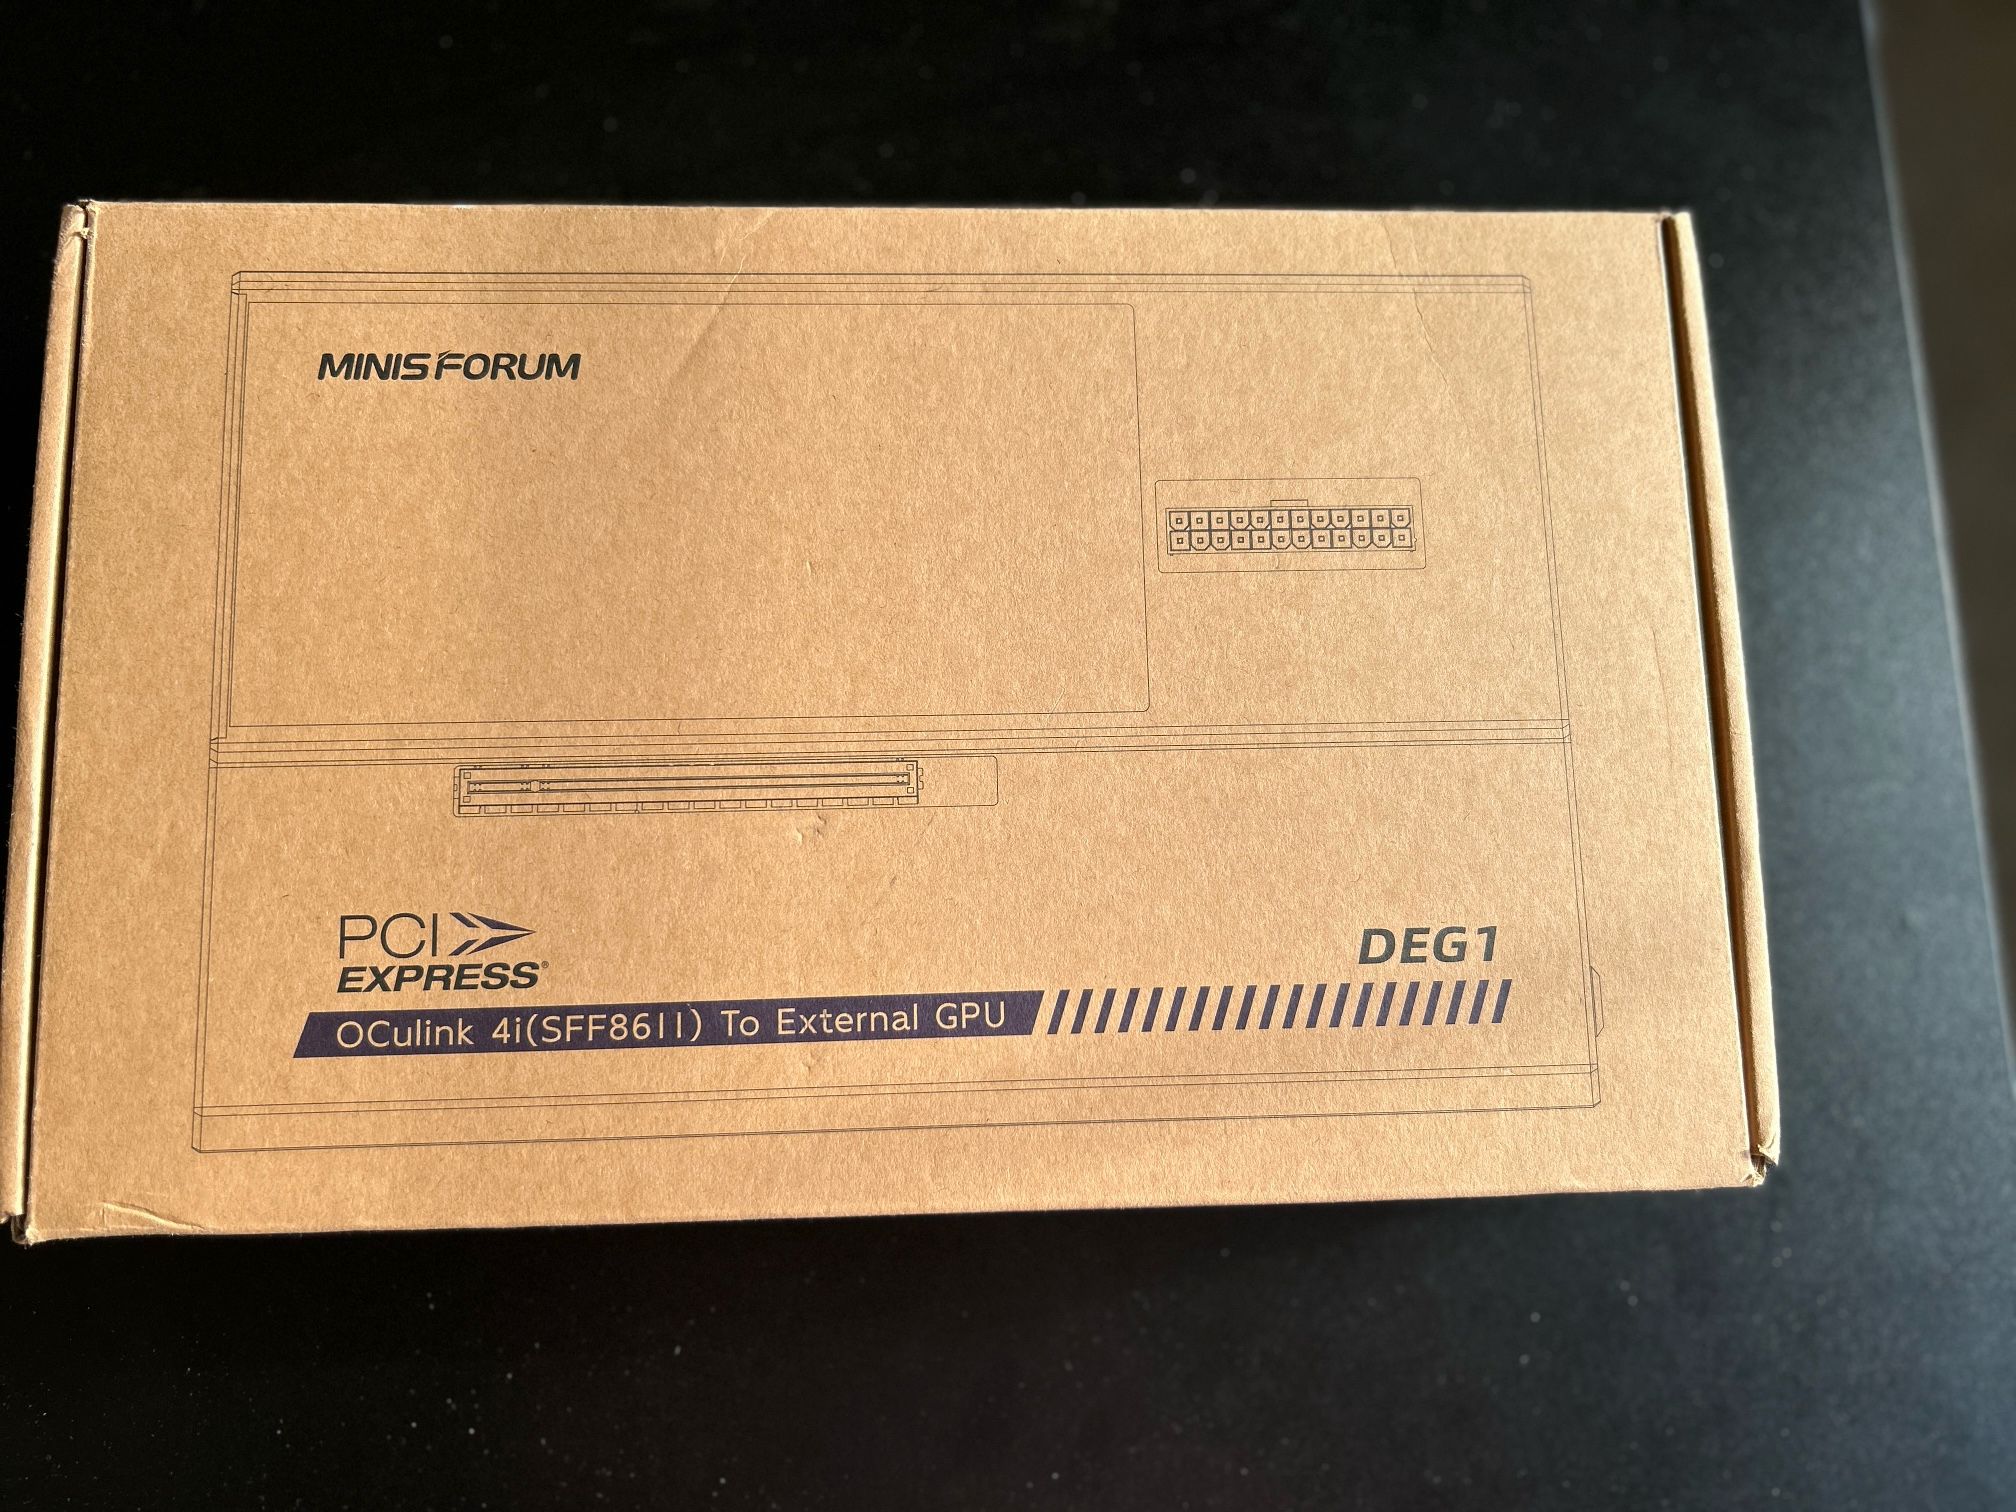 MINISFORUM
PCI
EXPRESS®
DEG1
OCulink 4i(SFF8611) To External GPU